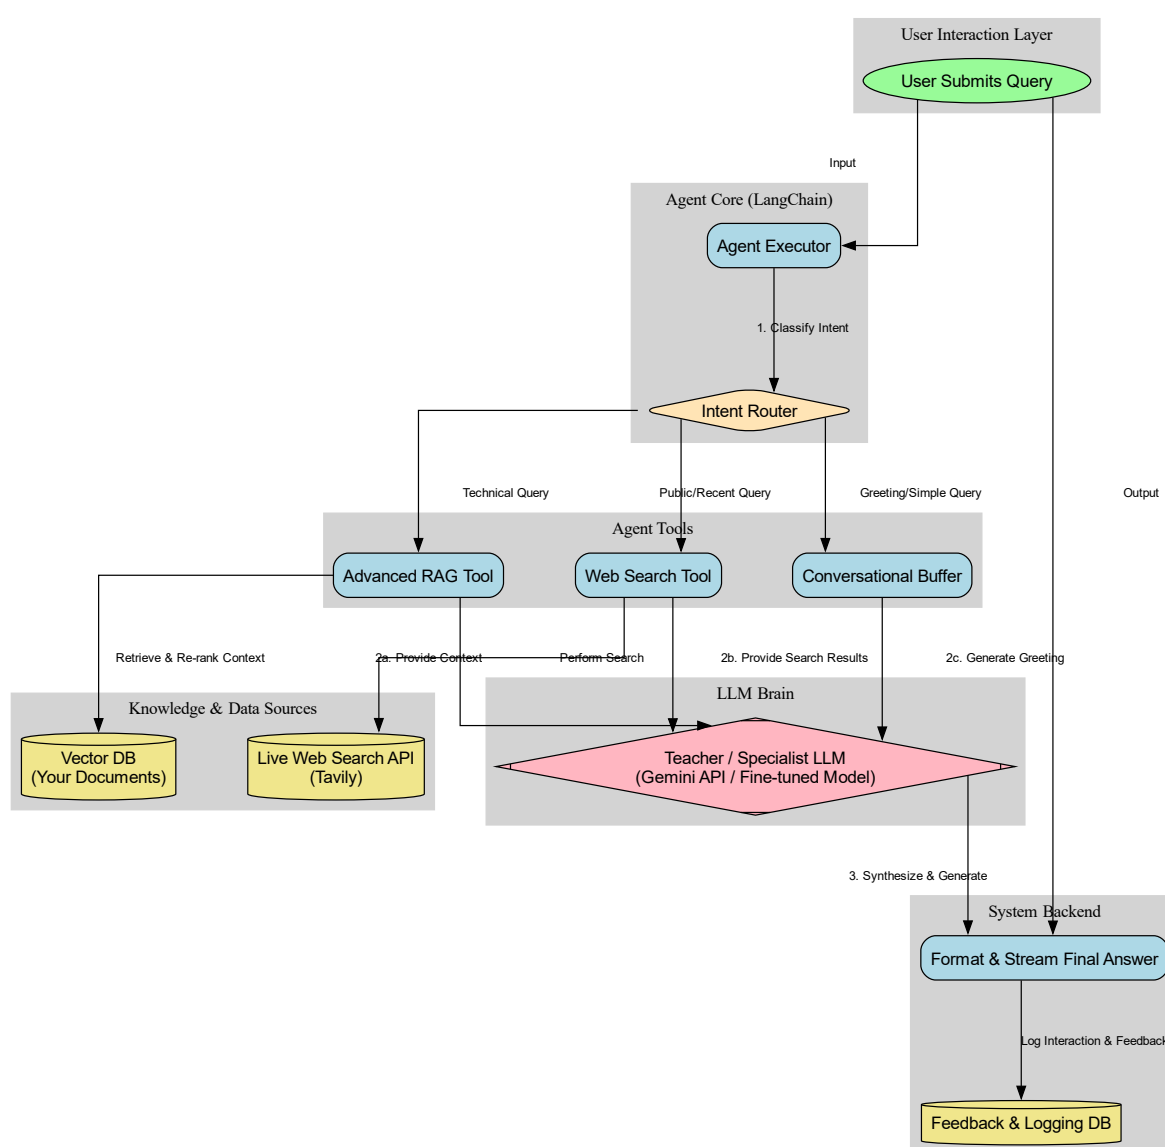 User Interaction Layer
User Submits Query
Input
Agent Core (LangChain)
Agent Executor
1. Classify Intent
Intent Router
Technical Query
Public/Recent Query
Greeting/Simple Query
Output
Agent Tools
Advanced RAG Tool
Web Search Tool
Conversational Buffer
Retrieve & Re-rank Context
2a. Provide Context
Perform Search
2b. Provide Search Results
2c. Generate Greeting
Knowledge & Data Sources
Vector DB
(Your Documents)
Live Web Search API
(Tavily)
LLM Brain
Teacher / Specialist LLM
(Gemini API / Fine-tuned Model)
3. Synthesize & Generate
System Backend
Format & Stream Final Answer
Log Interaction & Feedback
Feedback & Logging DB